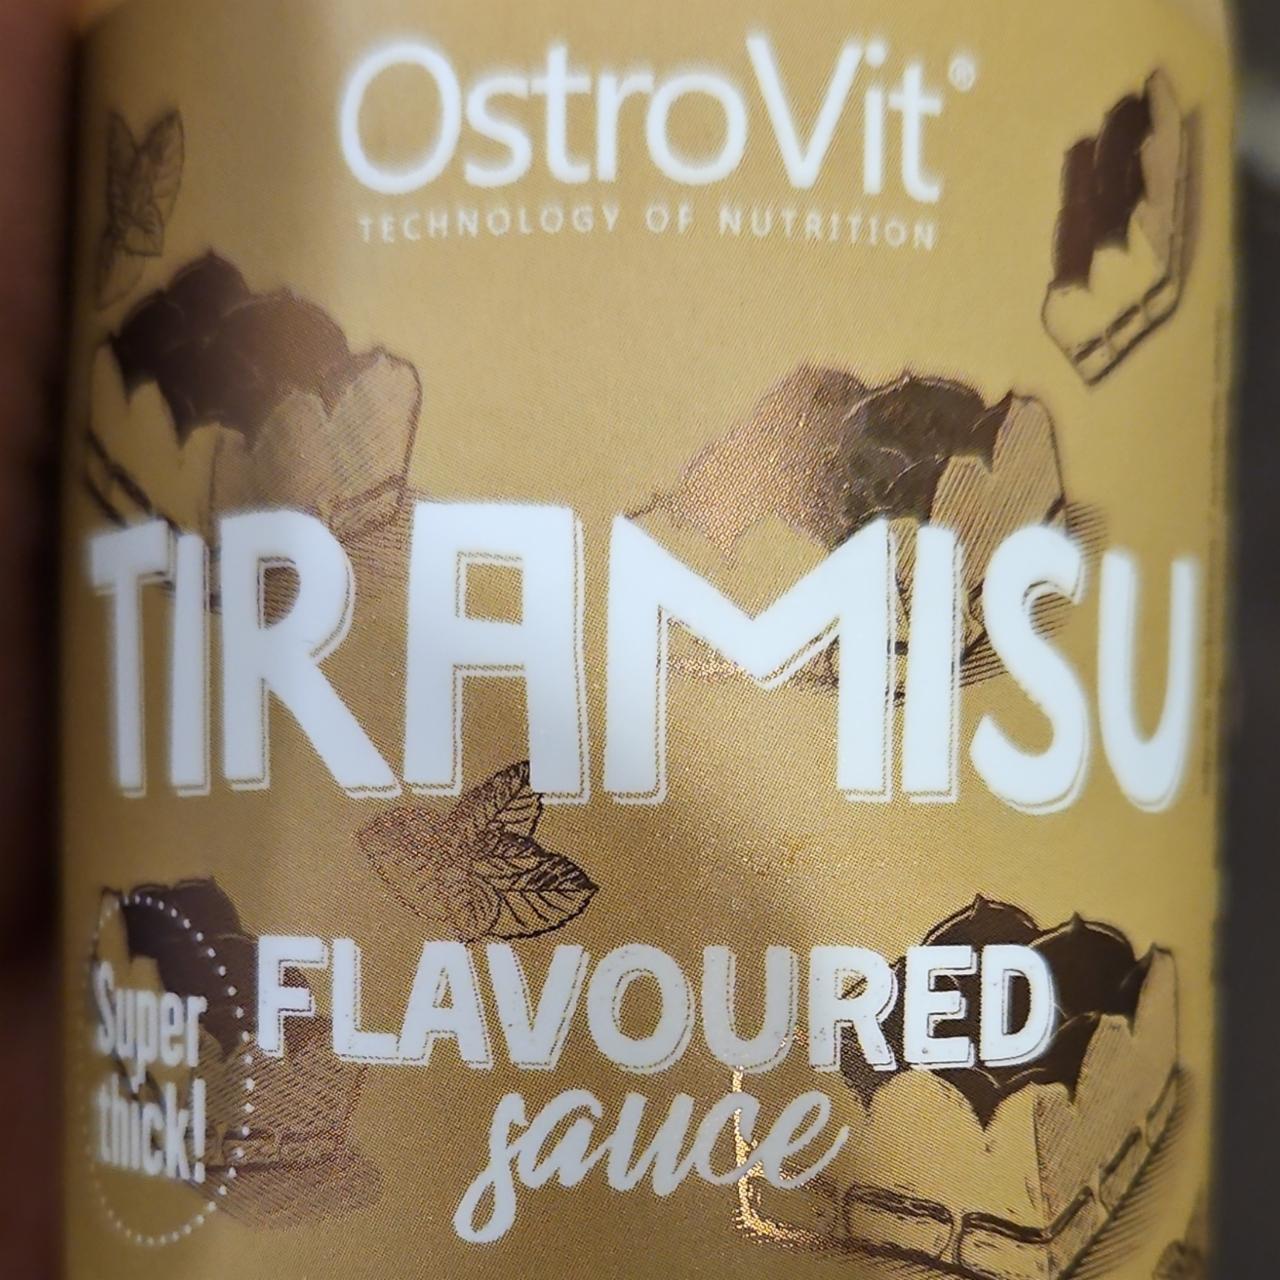 OstroVit®
TECHNOLOGY OF NUTRITION
TIRAMISU
FLAVOURED
sauce
Super
thick!